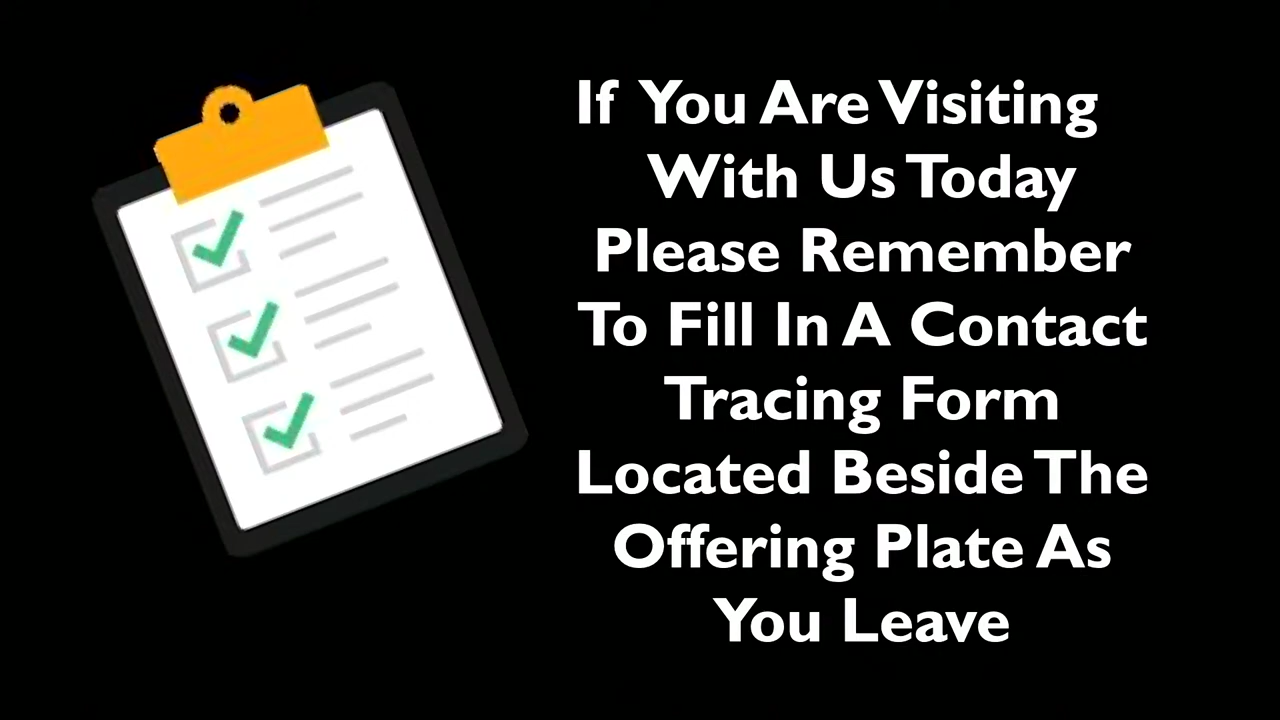 If You Are Visiting
With Us Today
Please Remember
To Fill In A Contact
Tracing Form
Located Beside The
Offering Plate As
You Leave